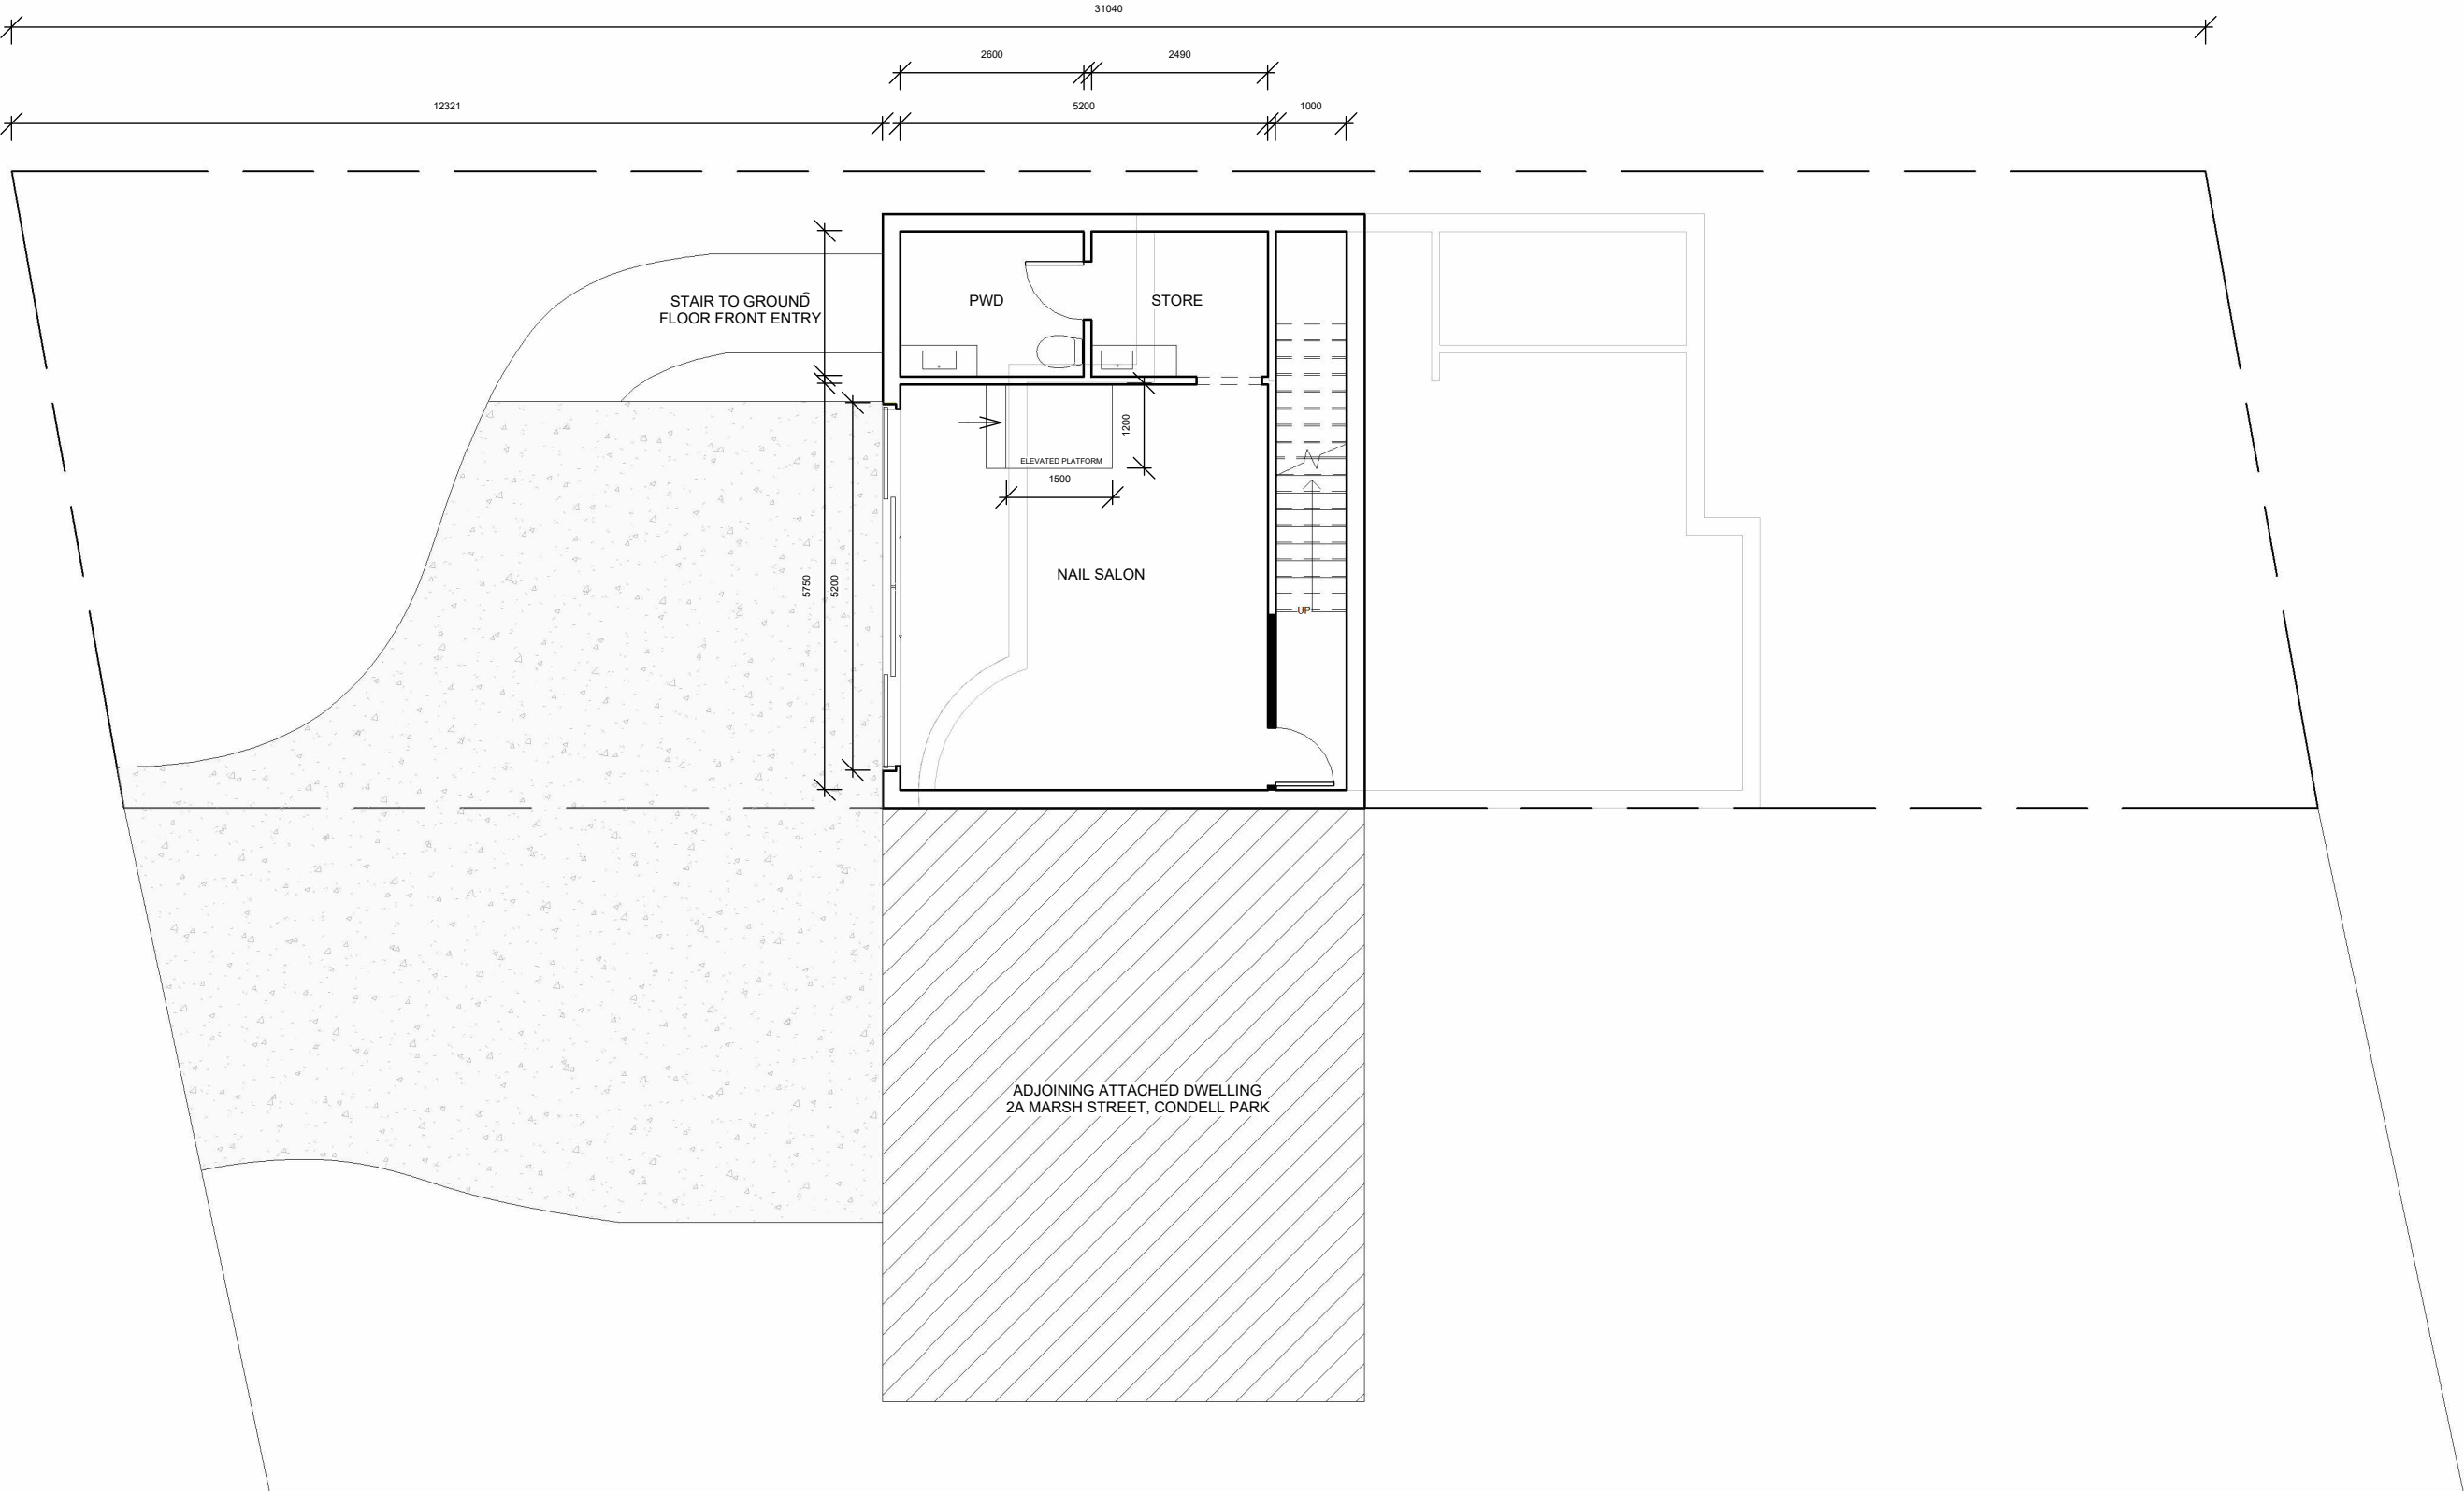 31040
2600
2490
12321
5200
1000
STAIR TO GROUND
FLOOR FRONT ENTRY
PWD
STORE
1200
ELEVATED PLATFORM
1500
5750
5200
NAIL SALON
UP
ADJOINING ATTACHED DWELLING
2A MARSH STREET, CONDELL PARK